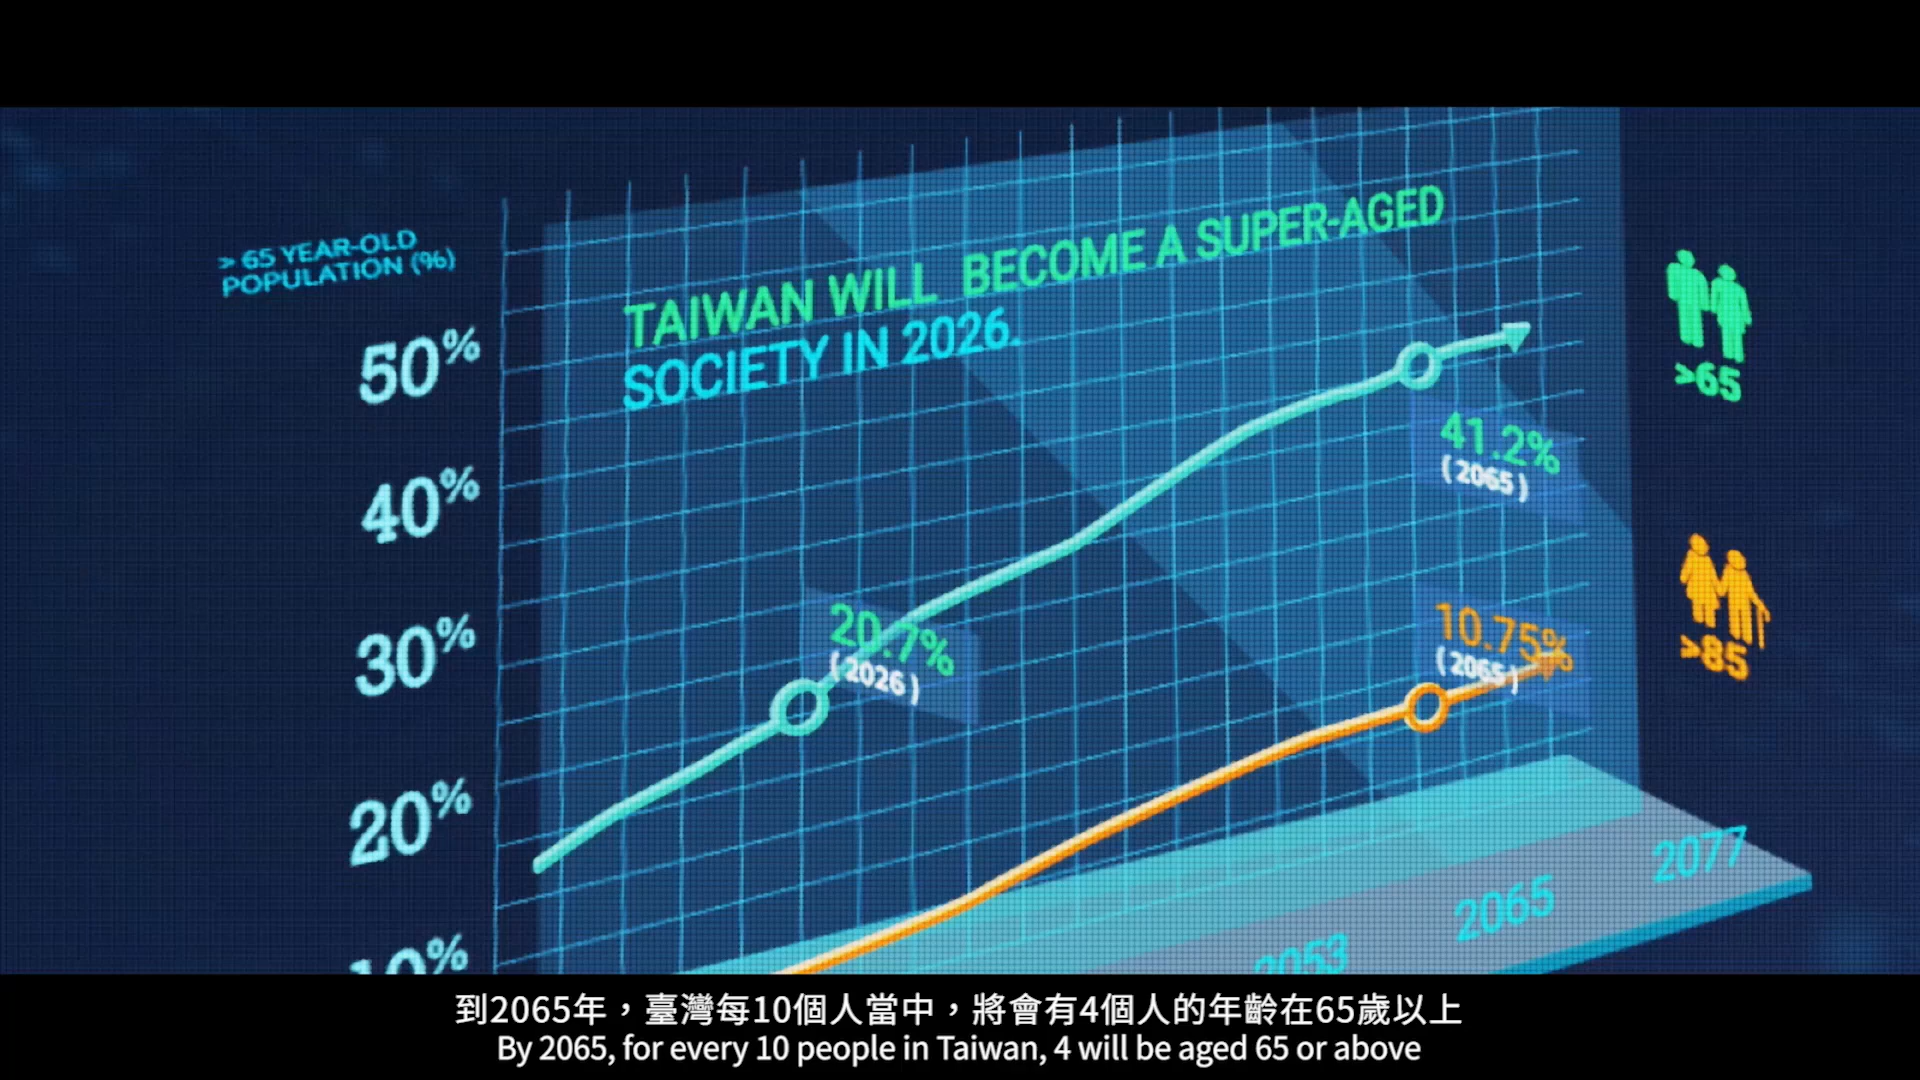 > 65 YEAR-OLD
POPULATION (%)
TAIWAN WILL BECOME A SUPER-AGED
SOCIETY IN 2026.
50%
40%
30%
20%
10%
20.7%
(2026)
41.2%
(2065)
10.75%
(2065)
>65
>85
2053
2065
2077
到2065年，臺灣每10個人當中，將會有4個人的年齡在65歲以上
By 2065, for every 10 people in Taiwan, 4 will be aged 65 or above